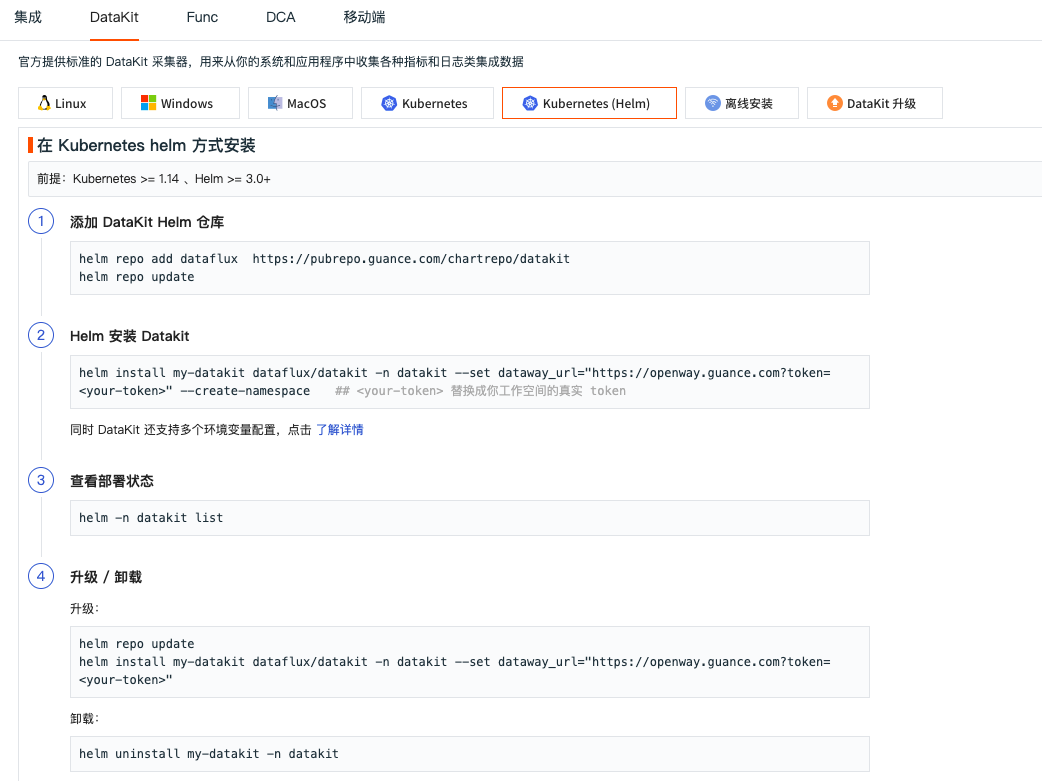 集成 DataKit Func DCA 移动端
官方提供标准的 DataKit 采集器，用来从你的系统和应用程序中收集各种指标和日志类集成数据
Linux Windows MacOS Kubernetes Kubernetes (Helm) 离线安装 DataKit 升级
在 Kubernetes helm 方式安装
前提：Kubernetes >= 1.14 、Helm >= 3.0+
1 添加 DataKit Helm 仓库
helm repo add dataflux  https://pubrepo.guance.com/chartrepo/datakit
helm repo update
2 Helm 安装 Datakit
helm install my-datakit dataflux/datakit -n datakit --set dataway_url="https://openway.guance.com?token=
<your-token>" --create-namespace   ## <your-token> 替换成你工作空间的真实 token
同时 DataKit 还支持多个环境变量配置，点击 了解详情
3 查看部署状态
helm -n datakit list
4 升级 / 卸载
升级：
helm repo update
helm install my-datakit dataflux/datakit -n datakit --set dataway_url="https://openway.guance.com?token=
<your-token>"
卸载：
helm uninstall my-datakit -n datakit